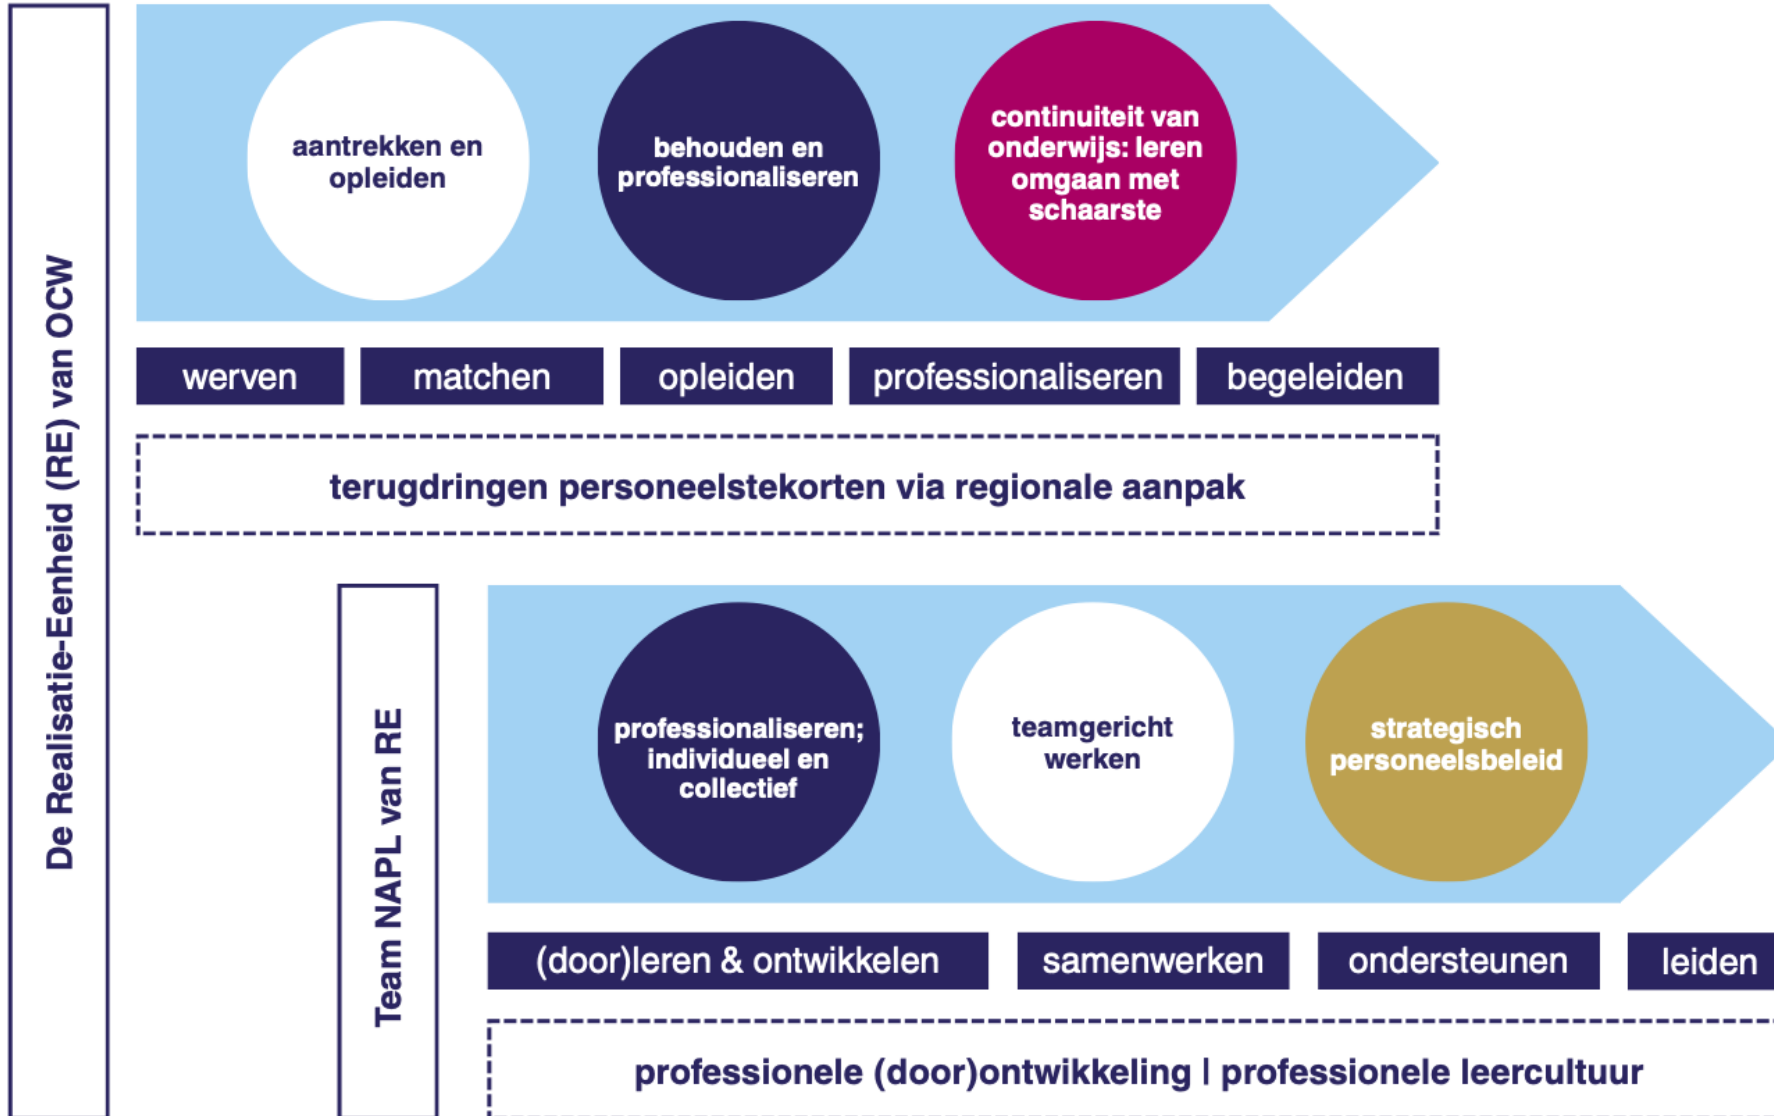 De Realisatie-Eenheid (RE) van OCW
aantrekken en
opleiden
behouden en
professionaliseren
continuiteit van
onderwijs: leren
omgaan met
schaarste
werven
matchen
opleiden
professionaliseren
begeleiden
terugdringen personeelstekorten via regionale aanpak
Team NAPL van RE
professionaliseren;
individueel en
collectief
teamgericht
werken
strategisch
personeelsbeleid
(door)leren & ontwikkelen
samenwerken
ondersteunen
leiden
professionele (door)ontwikkeling | professionele leercultuur